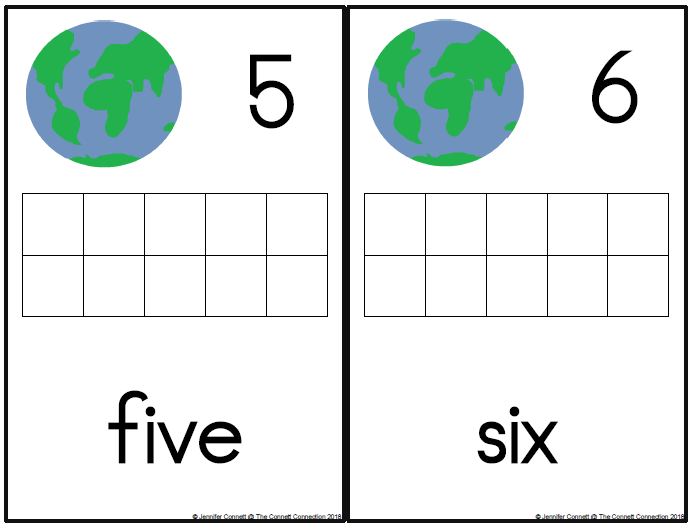 5
five
© Jennifer Connett @ The Connett Connection 2018
6
six
© Jennifer Connett @ The Connett Connection 2018